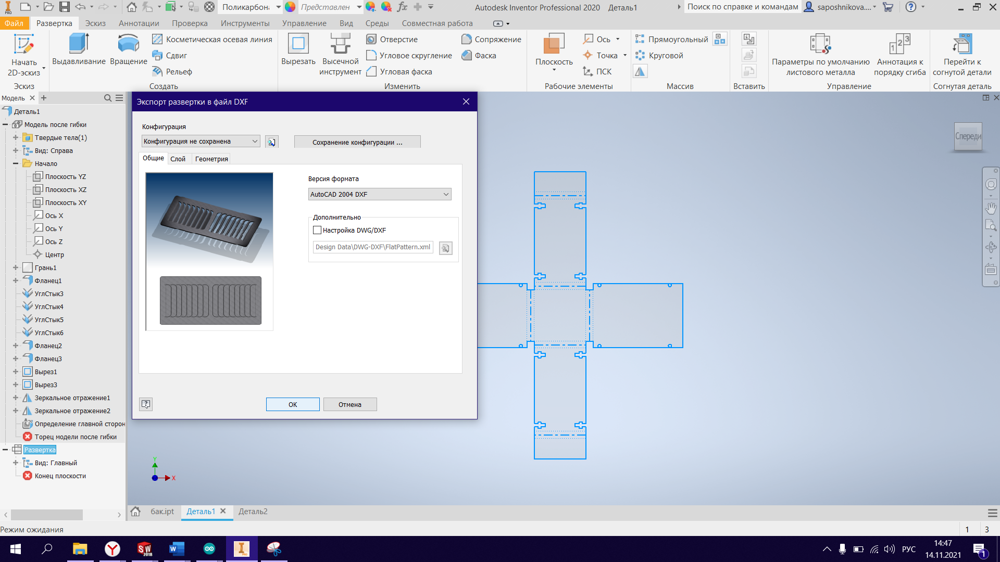 PRO
Поликарбона
Представлен
Autodesk Inventor Professional 2020 Деталь1
Поиск по справке и командам
saposhnikova....
Файл Развертка Эскиз Аннотации Проверка Инструменты Управление Вид Среды Совместная работа
Начать 2D-эскиз
Эскиз
Выдавливание
Вращение
Косметическая осевая линия
Сдвиг
Рельеф
Создать
Вырезать
Высечной инструмент
Отверстие
Угловое скругление
Угловая фаска
Сопряжение
Фаска
Изменить
Плоскость
Ось
Точка
ПСК
Рабочие элементы
Прямоугольный
Круговой
Массив
Вставить
Параметры по умолчанию листового металла
Аннотация к порядку сгиба
Управление
Перейти к согнутой детали
Согнутая деталь
Модель
Деталь1
Модель после гибки
Твердые тела(1)
Вид: Справа
Начало
Плоскость YZ
Плоскость XZ
Плоскость XY
Ось X
Ось Y
Ось Z
Центр
Грань1
Фланец1
УглСтык3
УглСтык4
УглСтык5
УглСтык6
Фланец2
Фланец3
Вырез1
Вырез3
Зеркальное отражение1
Зеркальное отражение2
Определение главной сторон
Торец модели после гибки
Развертка
Вид: Главный
Конец плоскости
Экспорт развертки в файл DXF
Конфигурация
Конфигурация не сохранена
Сохранение конфигурации ...
Общие Слой Геометрия
Версия формата
AutoCAD 2004 DXF
Дополнительно
Настройка DWG/DXF
Design Data\DWG-DXF\FlatPattern.xml
ОК
Отмена
Спереди
Y
X
бак.ipt Деталь1 Деталь2
Режим ожидания
1 3
SW 2018
РУС
14:47
14.11.2021
1